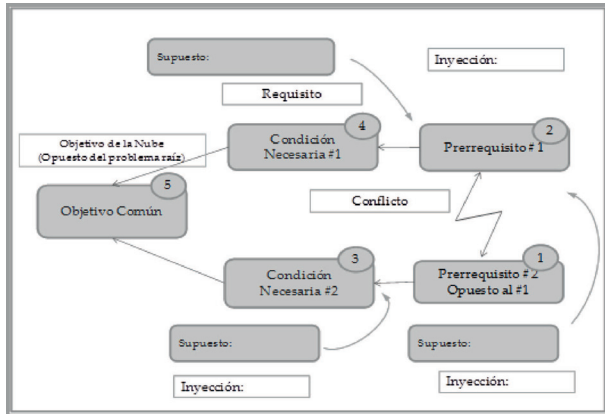 Supuesto:
Inyección:
Requisito
4
2
Condición
Necesaria #1
Prerrequisito #1
Objetivo de la Nube
(Opuesto del problema raíz)
5
Objetivo Común
Conflicto
3
1
Condición
Necesaria #2
Prerrequisito #2
Opuesto al #1
Supuesto:
Supuesto:
Inyección:
Inyección: